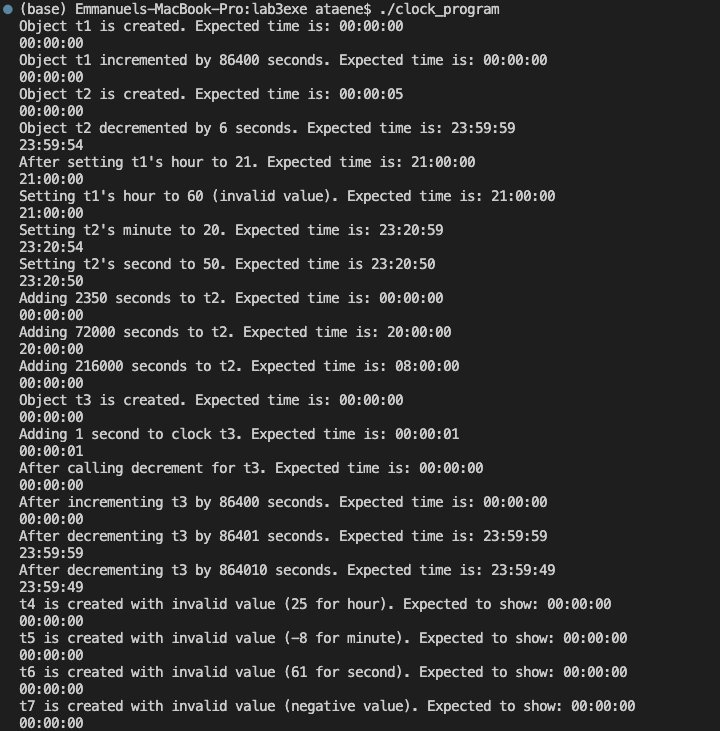 (base) Emmanuels-MacBook-Pro:lab3exe ataene$ ./clock_program
Object t1 is created. Expected time is: 00:00:00
00:00:00
Object t1 incremented by 86400 seconds. Expected time is: 00:00:00
00:00:00
Object t2 is created. Expected time is: 00:00:05
00:00:00
Object t2 decremented by 6 seconds. Expected time is: 23:59:59
23:59:54
After setting t1's hour to 21. Expected time is: 21:00:00
21:00:00
Setting t1's hour to 60 (invalid value). Expected time is: 21:00:00
21:00:00
Setting t2's minute to 20. Expected time is: 23:20:59
23:20:54
Setting t2's second to 50. Expected time is 23:20:50
23:20:50
Adding 2350 seconds to t2. Expected time is: 00:00:00
00:00:00
Adding 72000 seconds to t2. Expected time is: 20:00:00
20:00:00
Adding 216000 seconds to t2. Expected time is: 08:00:00
00:00:00
Object t3 is created. Expected time is: 00:00:00
00:00:00
Adding 1 second to clock t3. Expected time is: 00:00:01
00:00:01
After calling decrement for t3. Expected time is: 00:00:00
00:00:00
After incrementing t3 by 86400 seconds. Expected time is: 00:00:00
00:00:00
After decrementing t3 by 86401 seconds. Expected time is: 23:59:59
23:59:59
After decrementing t3 by 864010 seconds. Expected time is: 23:59:49
23:59:49
t4 is created with invalid value (25 for hour). Expected to show: 00:00:00
00:00:00
t5 is created with invalid value (-8 for minute). Expected to show: 00:00:00
00:00:00
t6 is created with invalid value (61 for second). Expected to show: 00:00:00
00:00:00
t7 is created with invalid value (negative value). Expected to show: 00:00:00
00:00:00